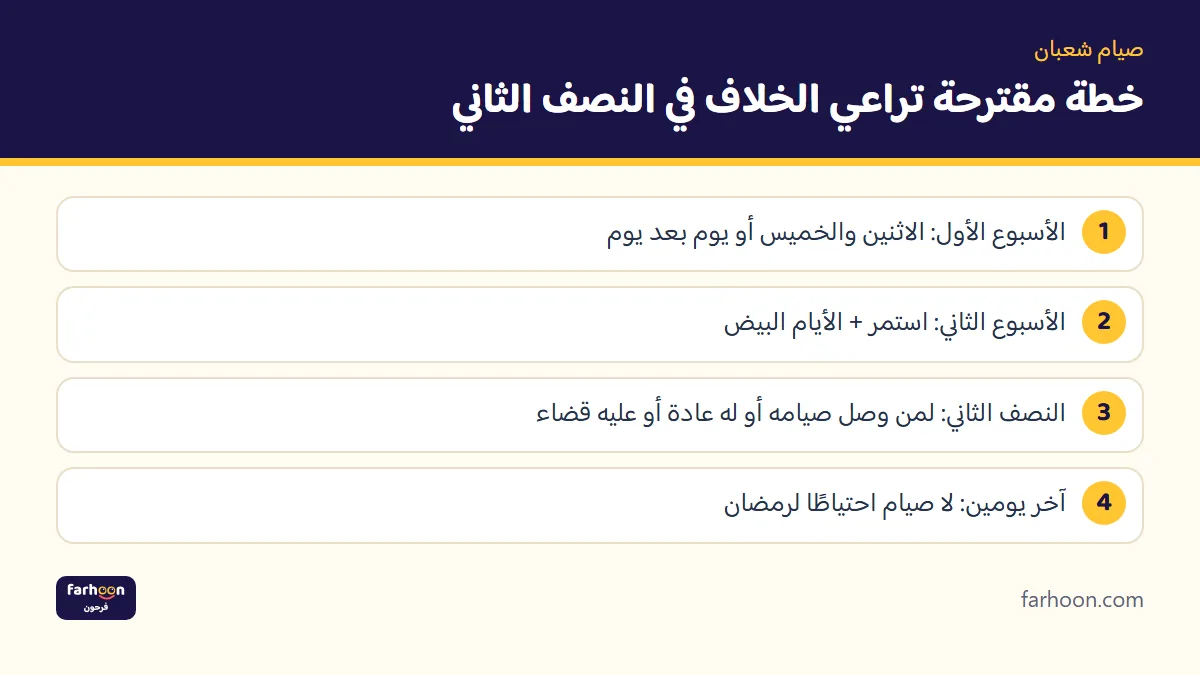 صيام شعبان
خطة مقترحة تراعي الخلاف في النصف الثاني
1 الأسبوع الأول: الاثنين والخميس أو يوم بعد يوم
2 الأسبوع الثاني: استمر + الأيام البيض
3 النصف الثاني: لمن وصل صيامه أو له عادة أو عليه قضاء
4 آخر يومين: لا صيام احتياطًا لرمضان
farhoon.com
farhoon
فرحون